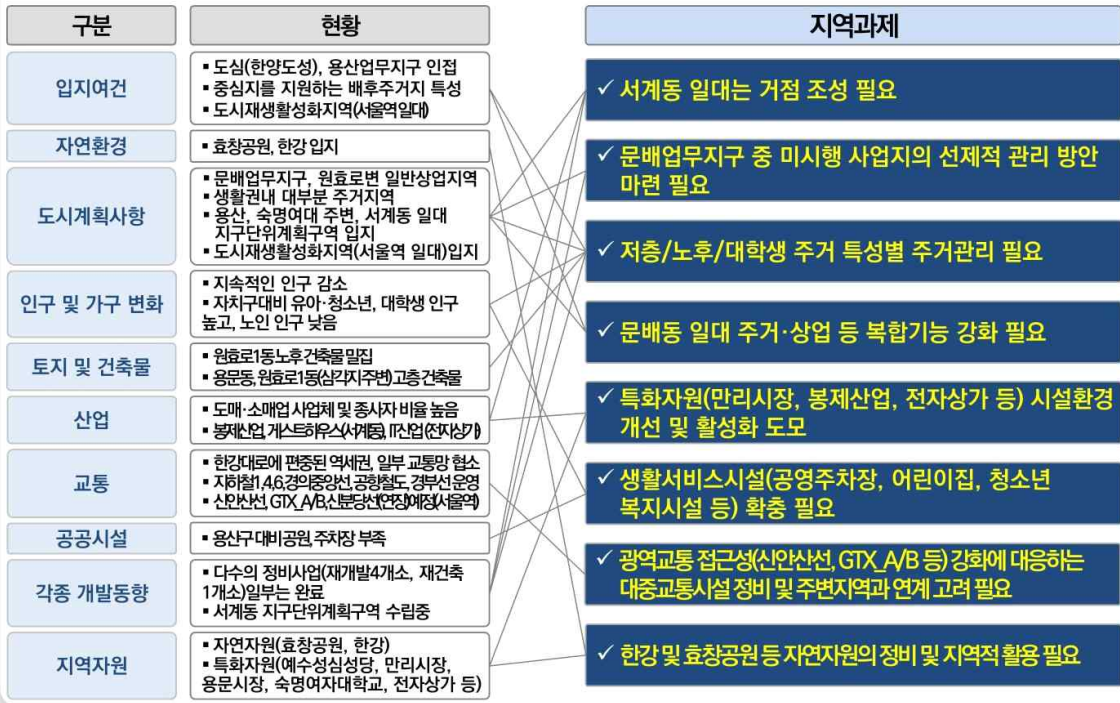 구분
현황
지역과제
입지여건
▪ 도심(한양도성), 용산업무지구 인접
▪ 중심지를 지원하는 배후주거지 특성
▪ 도시재생활성화지역(서울역일대)
자연환경
▪ 효창공원, 한강 입지
도시계획사항
▪ 문배업무지구, 원효로변 일반상업지역
▪ 생활권내 대부분 주거지역
▪ 용산, 숙명여대 주변, 서계동 일대
지구단위계획구역 입지
▪ 도시재생활성화지역(서울역 일대)입지
인구 및 가구 변화
▪ 지속적인 인구 감소
▪ 자치구대비 유아·청소년, 대학생 인구
높고, 노인 인구 낮음
토지 및 건축물
▪ 원효로1동 노후 건축물 밀집
▪ 용문동, 원효로1동(삼각지주변) 고층 건축물
산업
▪ 도매·소매업 사업체 및 종사자 비율 높음
▪ 봉제산업, 게스트하우스(서계동), IT산업(전자상가)
교통
▪ 한강대로에 편중된 역세권, 일부 교통망 협소
▪ 지하철1,4,6,경의중앙선,공항철도, 경부선 운영
▪ 신안산선, GTX_A/B,신분당선(연장)예정(서울역)
공공시설
▪ 용산구 대비 공원, 주차장 부족
각종 개발동향
▪ 다수의 정비사업(재개발4개소, 재건축
1개소)일부는 완료
▪ 서계동 지구단위계획구역 수립중
지역자원
▪ 자연자원(효창공원, 한강)
▪ 특화자원(예수성심성당, 만리시장,
용문시장, 숙명여자대학교, 전자상가 등)
✓ 서계동 일대는 거점 조성 필요
✓ 문배업무지구 중 미시행 사업지의 선제적 관리 방안
마련 필요
✓ 저층/노후/대학생 주거 특성별 주거관리 필요
✓ 문배동 일대 주거·상업 등 복합기능 강화 필요
✓ 특화자원(만리시장, 봉제산업, 전자상가 등) 시설환경
개선 및 활성화 도모
✓ 생활서비스시설(공영주차장, 어린이집, 청소년
복지시설 등) 확충 필요
✓ 광역교통 접근성(신안산선, GTX_A/B 등) 강화에 대응하는
대중교통시설 정비 및 주변지역과 연계 고려 필요
✓ 한강 및 효창공원 등 자연자원의 정비 및 지역적 활용 필요